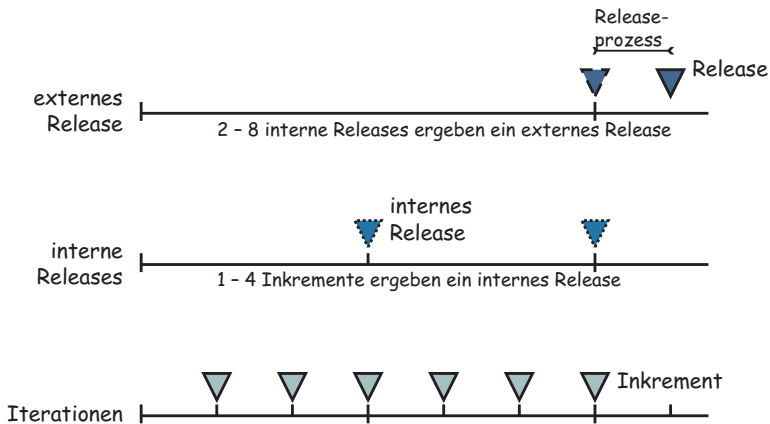 Release-
prozess
Release
externes
Release
2 – 8 interne Releases ergeben ein externes Release
internes
Release
interne
Releases
1 – 4 Inkremente ergeben ein internes Release
Inkrement
Iterationen